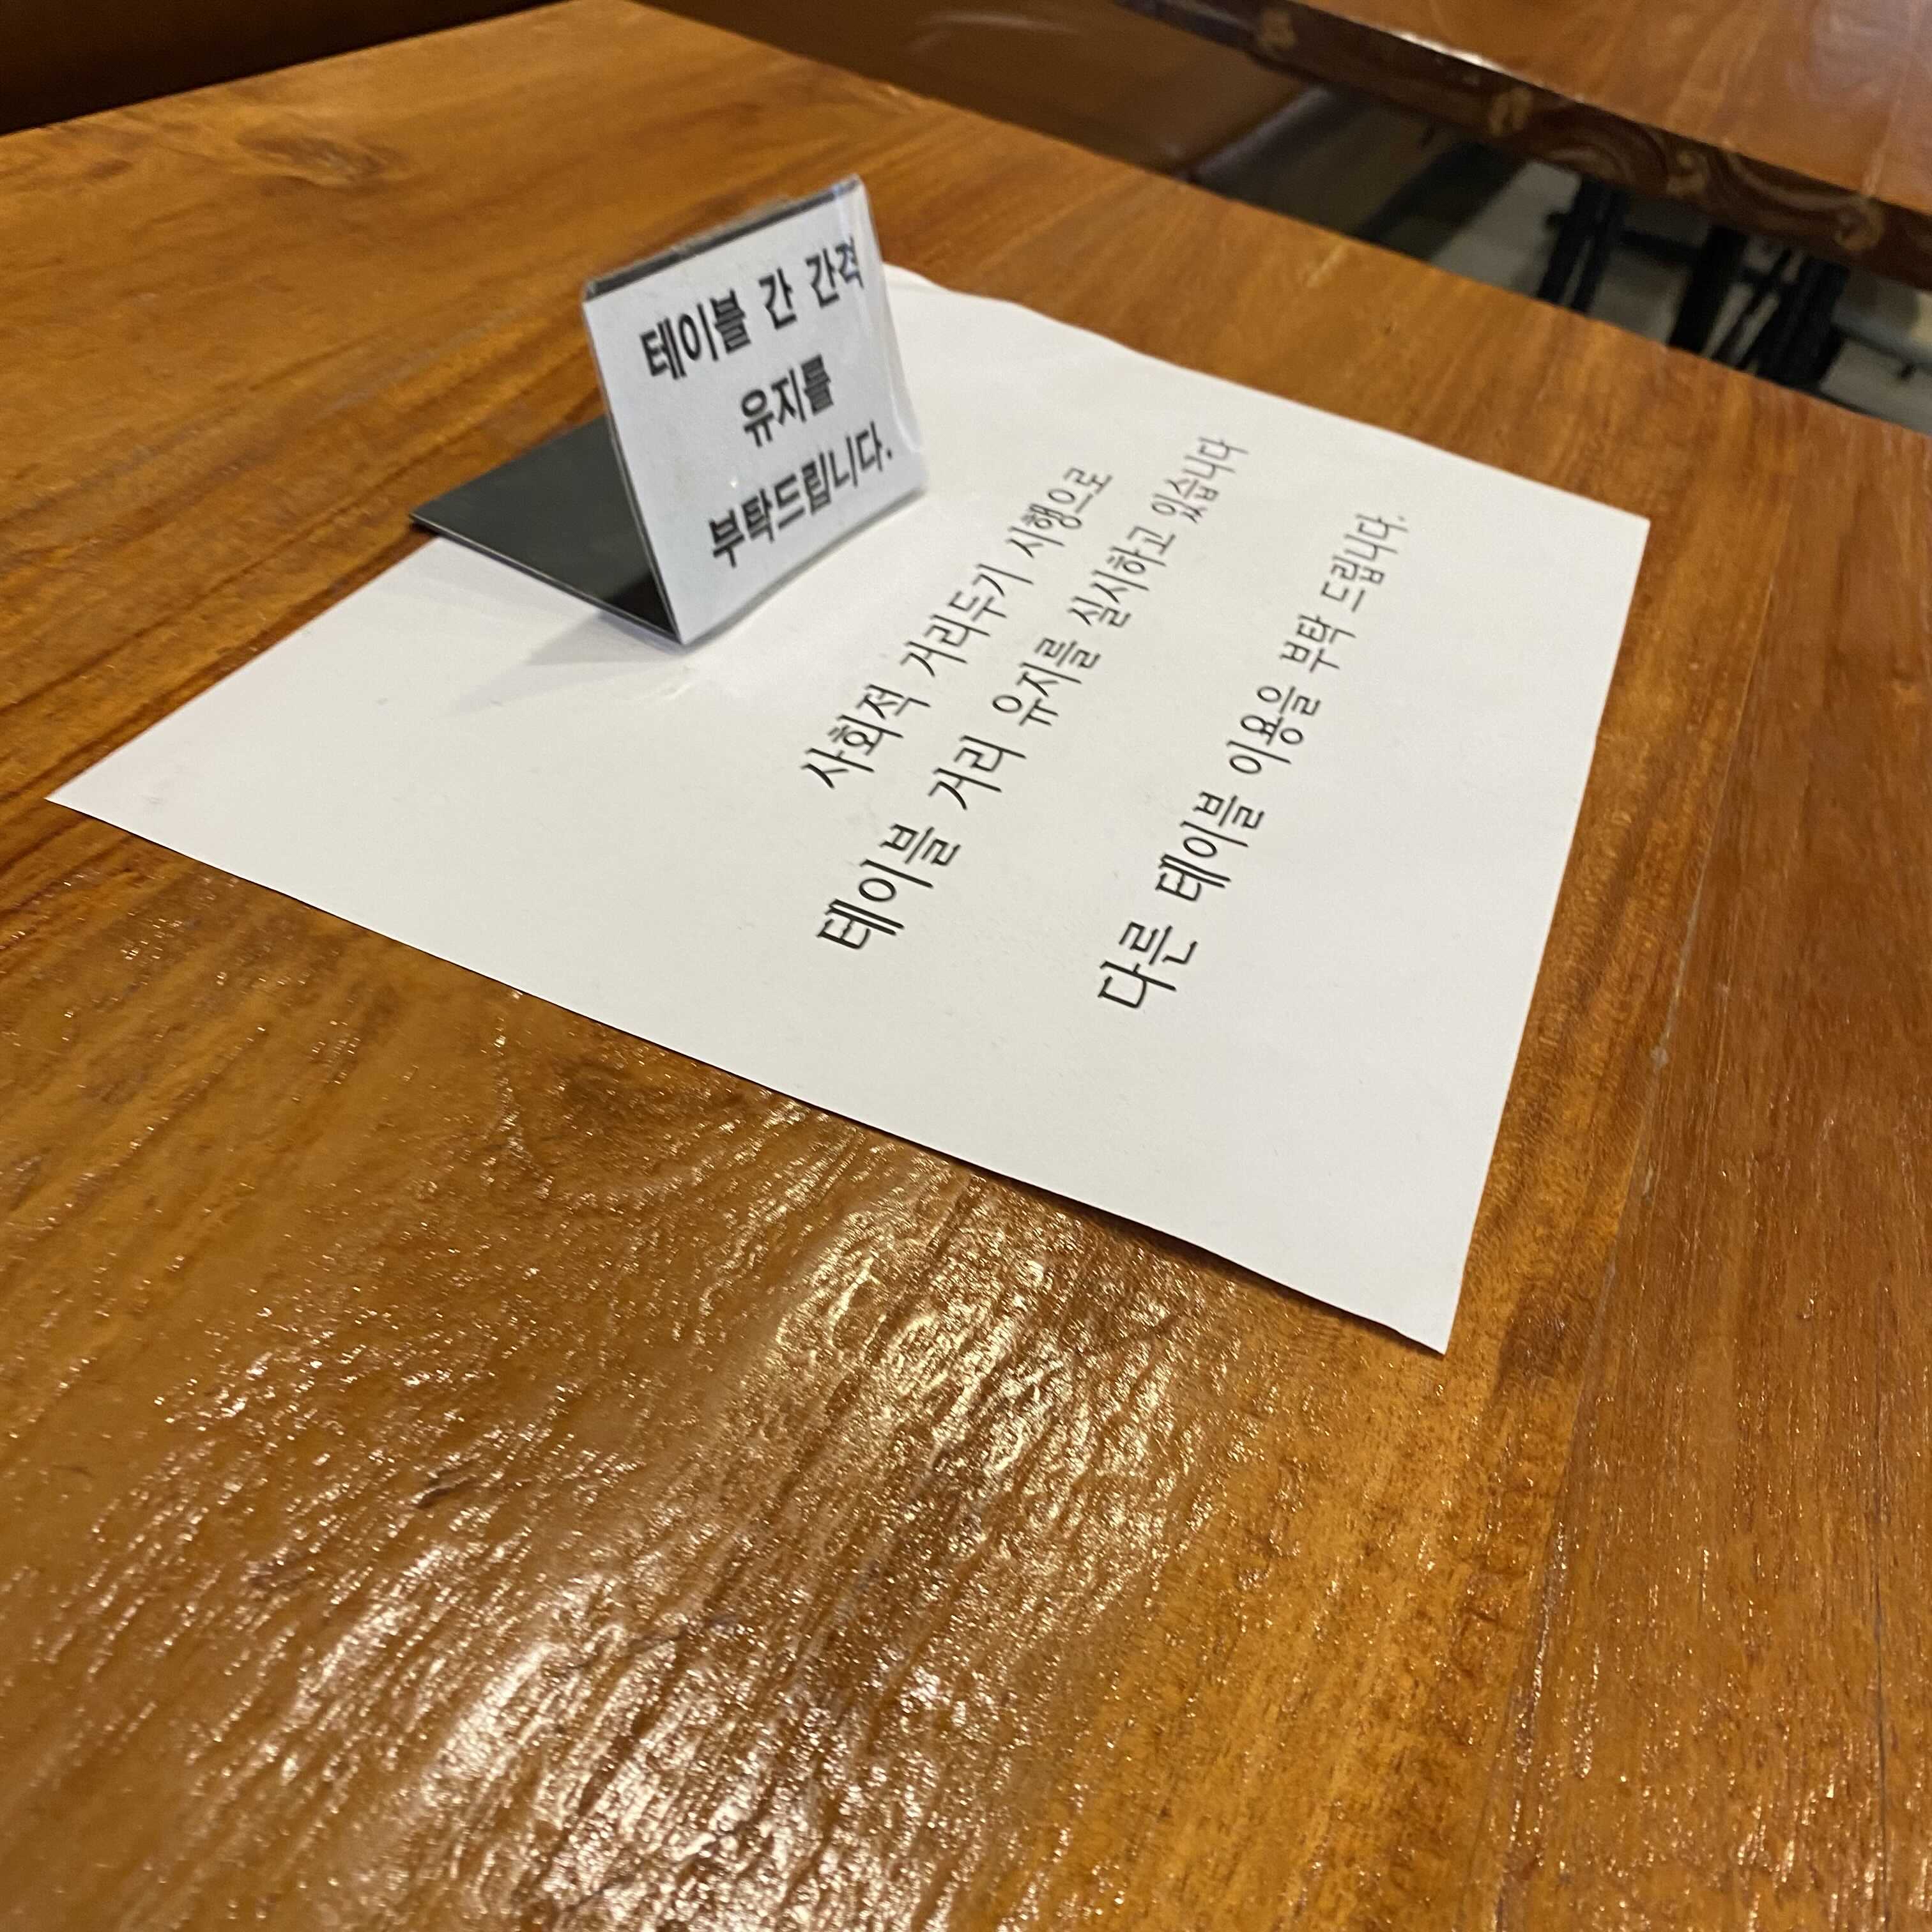 테이블 간 간격
유지를
부탁드립니다.
사회적 거리두기 시행으로
테이블 거리 유지를 실시하고 있습니다
다른 테이블 이용을 부탁 드립니다.